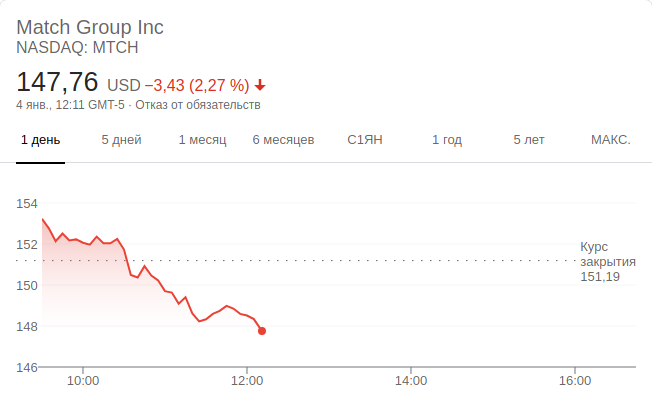 Match Group Inc
NASDAQ: MTCH
147,76 USD −3,43 (2,27 %)
4 янв., 12:11 GMT-5 · Отказ от обязательств
1 день 5 дней 1 месяц 6 месяцев С1ЯН 1 год 5 лет МАКС.
154
152
150
148
146
Курс
закрытия
151,19
10:00 12:00 14:00 16:00